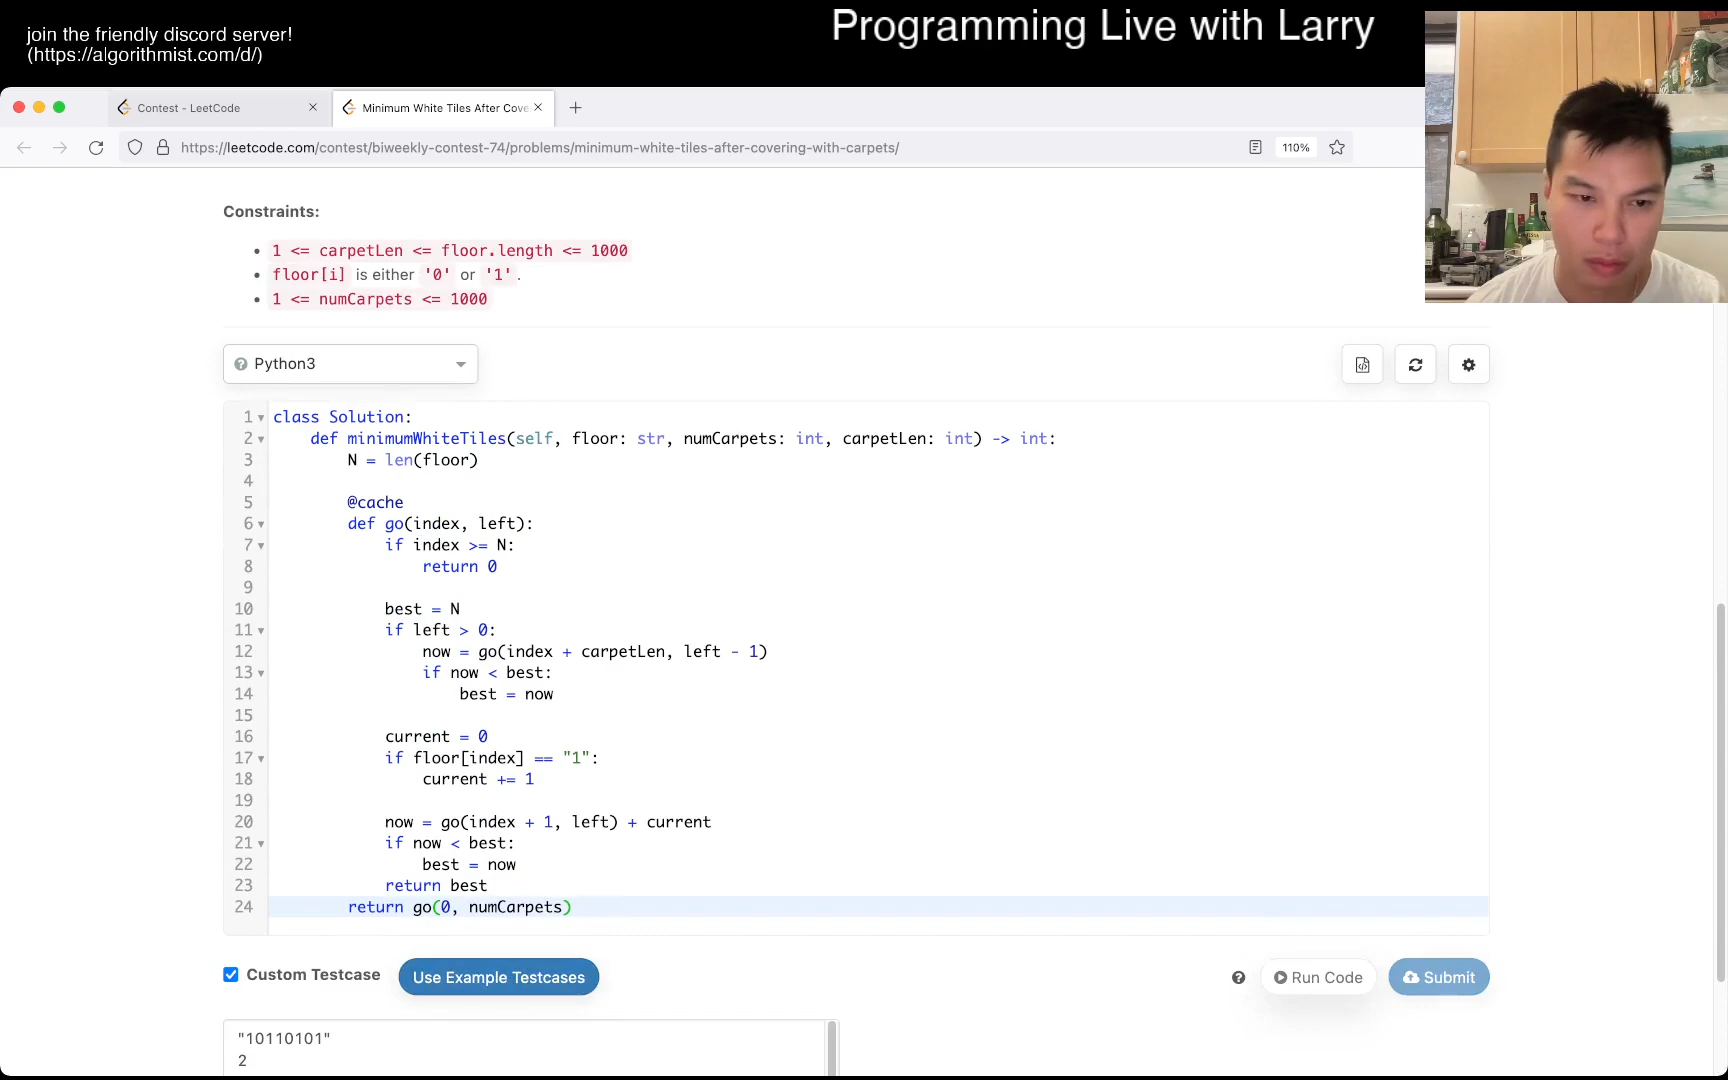 join the friendly discord server!
(https://algorithmist.com/d/)
Programming Live with Larry
Contest - LeetCode
Minimum White Tiles After Cove
https://leetcode.com/contest/biweekly-contest-74/problems/minimum-white-tiles-after-covering-with-carpets/
110%
Constraints:
• 1 <= carpetLen <= floor.length <= 1000
• floor[i] is either '0' or '1'.
• 1 <= numCarpets <= 1000
Python3
1 class Solution:
2     def minimumWhiteTiles(self, floor: str, numCarpets: int, carpetLen: int) -> int:
3         N = len(floor)
4
5         @cache
6         def go(index, left):
7             if index >= N:
8                 return 0
9
10             best = N
11             if left > 0:
12                 now = go(index + carpetLen, left - 1)
13                 if now < best:
14                     best = now
15
16             current = 0
17             if floor[index] == "1":
18                 current += 1
19
20             now = go(index + 1, left) + current
21             if now < best:
22                 best = now
23             return best
24         return go(0, numCarpets)
Custom Testcase
Use Example Testcases
Run Code
Submit
"10110101"
2